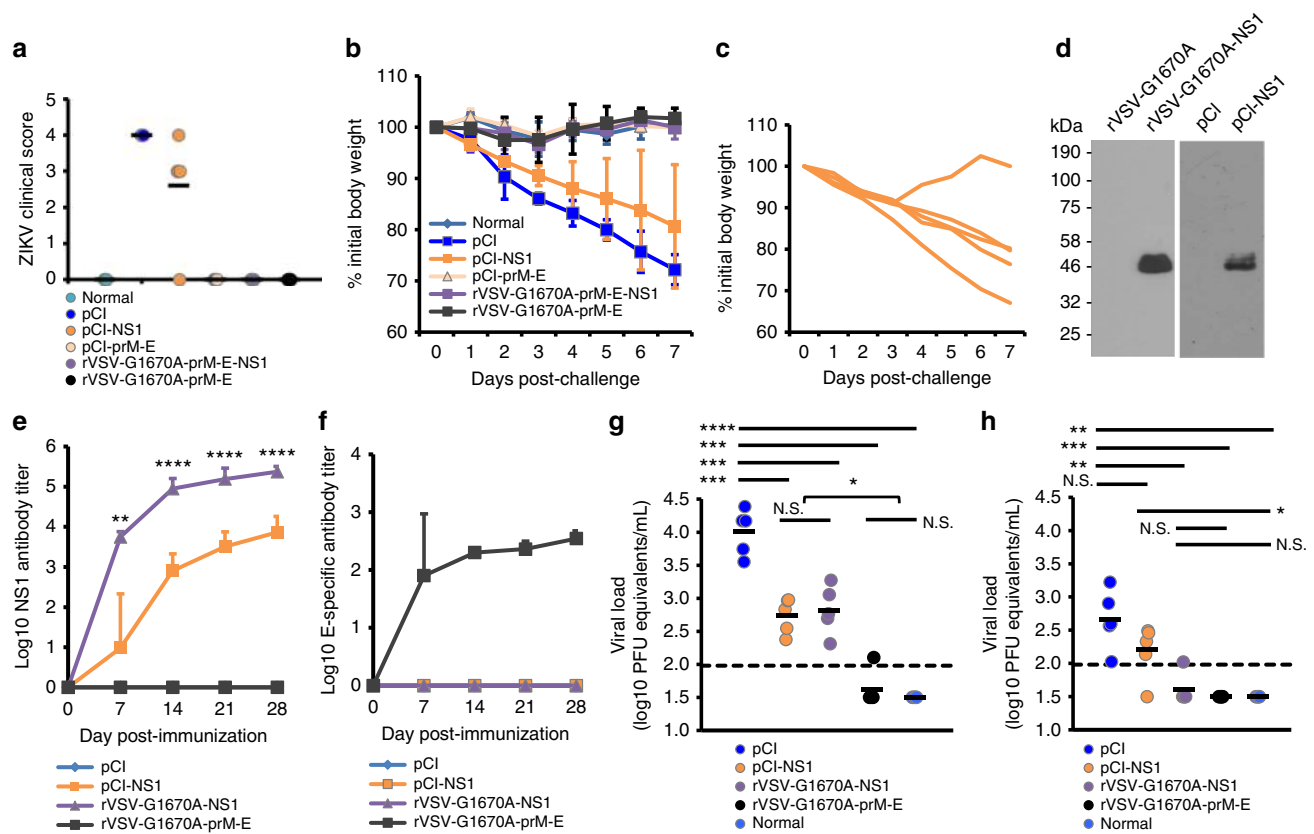 a
ZIKV clinical score
5
4
3
2
1
0
Normal
pCI
pCI-NS1
pCI-prM-E
rVSV-G1670A-prM-E-NS1
rVSV-G1670A-prM-E
b
% initial body weight
110
100
90
80
70
60
Normal
pCI
pCI-NS1
pCI-prM-E
rVSV-G1670A-prM-E-NS1
rVSV-G1670A-prM-E
0 1 2 3 4 5 6 7
Days post-challenge
c
% initial body weight
110
100
90
80
70
60
0 1 2 3 4 5 6 7
Days post-challenge
d
rVSV-G1670A
rVSV-G1670A-NS1
pCI
pCI-NS1
kDa
190
100
75
58
46
32
25
e
Log10 NS1 antibody titer
6
5
4
3
2
1
0
** **** **** ****
0 7 14 21 28
Day post-immunization
pCI
pCI-NS1
rVSV-G1670A-NS1
rVSV-G1670A-prM-E
f
Log10 E-specific antibody titer
4
3
2
1
0
0 7 14 21 28
Day post-immunization
pCI
pCI-NS1
rVSV-G1670A-NS1
rVSV-G1670A-prM-E
g
****
***
***
***
*
N.S.
N.S.
Viral load
(log10 PFU equivalents/mL)
4.5
4.0
3.5
3.0
2.5
2.0
1.5
1.0
pCI
pCI-NS1
rVSV-G1670A-NS1
rVSV-G1670A-prM-E
Normal
h
**
***
**
N.S.
*
N.S.
N.S.
Viral load
(log10 PFU equivalents/mL)
4.5
4.0
3.5
3.0
2.5
2.0
1.5
1.0
pCI
pCI-NS1
rVSV-G1670A-NS1
rVSV-G1670A-prM-E
Normal